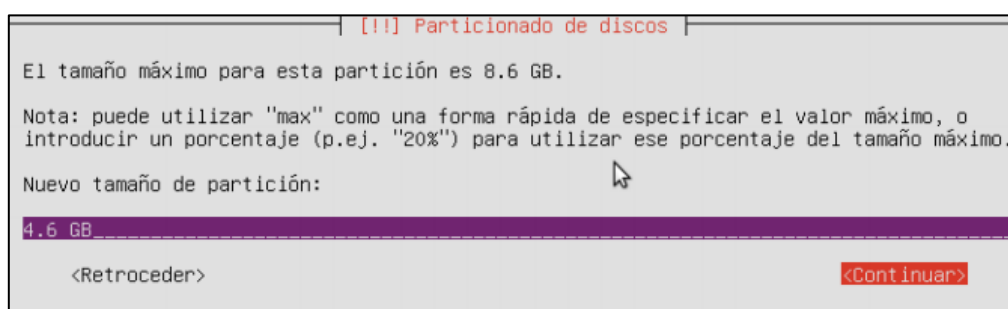 [!!] Particionado de discos
El tamaño máximo para esta partición es 8.6 GB.
Nota: puede utilizar "max" como una forma rápida de especificar el valor máximo, o
introducir un porcentaje (p.ej. "20%") para utilizar ese porcentaje del tamaño máximo.
Nuevo tamaño de partición:
4.6 GB
<Retroceder> <Continuar>